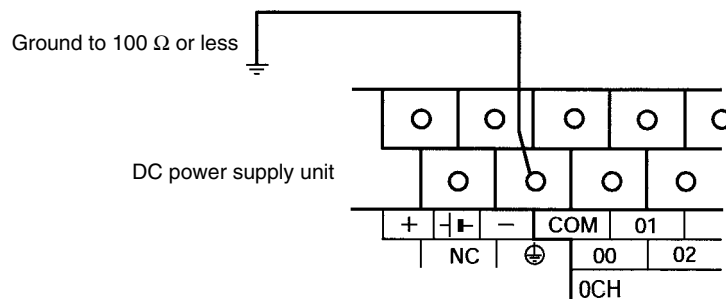 Ground to 100 Ω or less
DC power supply unit
+ − COM 01
NC 00 02
0CH